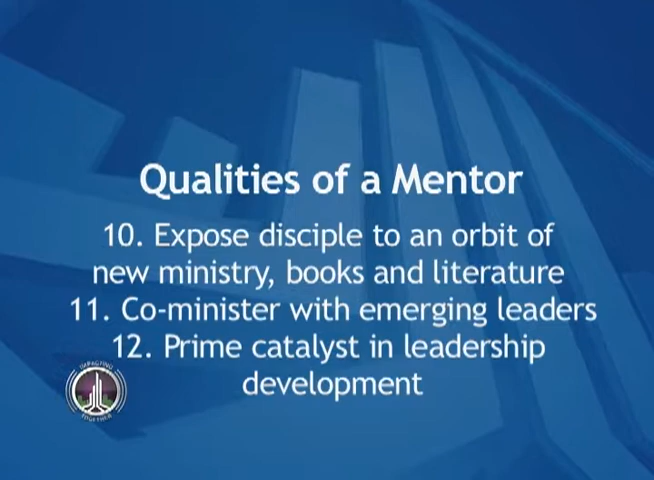 Qualities of a Mentor
10. Expose disciple to an orbit of
new ministry, books and literature
11. Co-minister with emerging leaders
12. Prime catalyst in leadership
development